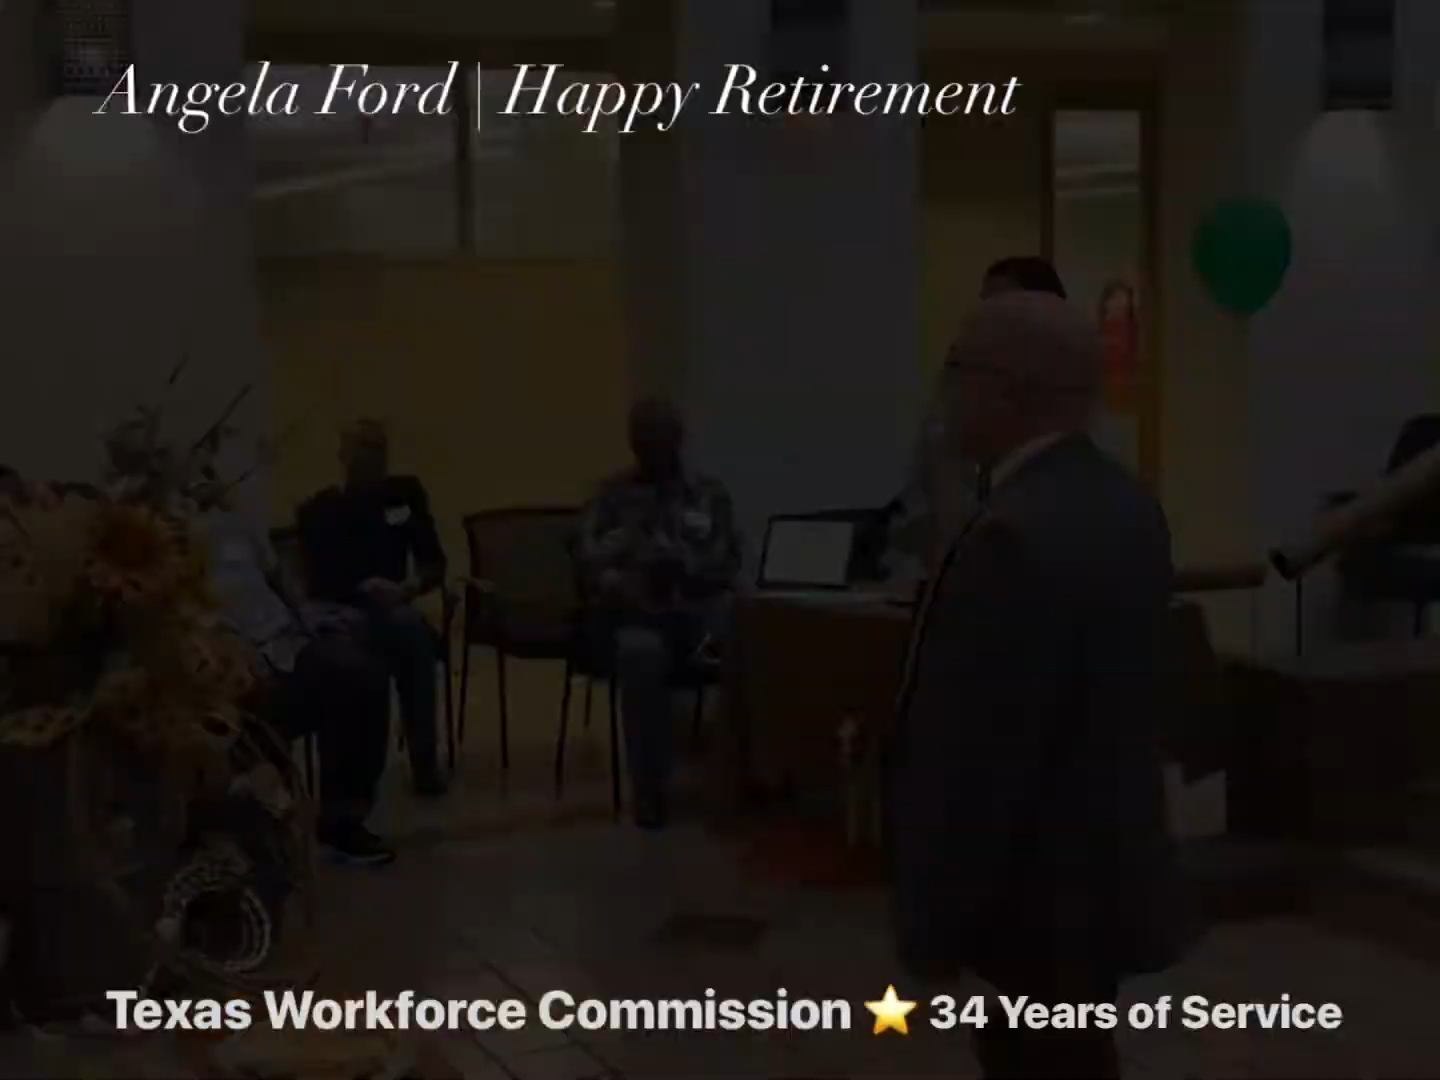 Angela Ford | Happy Retirement
Texas Workforce Commission ⭐ 34 Years of Service